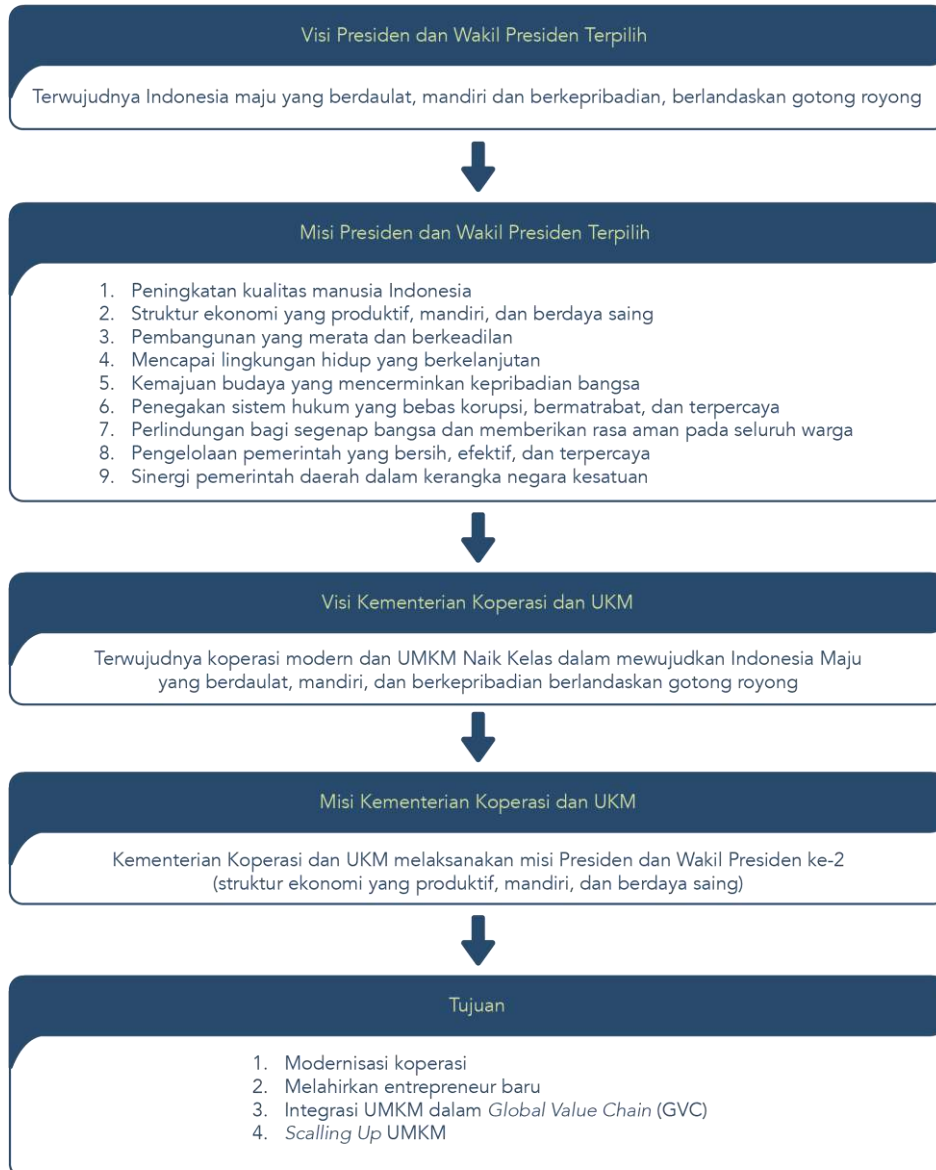 Visi Presiden dan Wakil Presiden Terpilih
Terwujudnya Indonesia maju yang berdaulat, mandiri dan berkepribadian, berlandaskan gotong royong
Misi Presiden dan Wakil Presiden Terpilih
1. Peningkatan kualitas manusia Indonesia
2. Struktur ekonomi yang produktif, mandiri, dan berdaya saing
3. Pembangunan yang merata dan berkeadilan
4. Mencapai lingkungan hidup yang berkelanjutan
5. Kemajuan budaya yang mencerminkan kepribadian bangsa
6. Penegakan sistem hukum yang bebas korupsi, bermatrabat, dan terpercaya
7. Perlindungan bagi segenap bangsa dan memberikan rasa aman pada seluruh warga
8. Pengelolaan pemerintah yang bersih, efektif, dan terpercaya
9. Sinergi pemerintah daerah dalam kerangka negara kesatuan
Visi Kementerian Koperasi dan UKM
Terwujudnya koperasi modern dan UMKM Naik Kelas dalam mewujudkan Indonesia Maju
yang berdaulat, mandiri, dan berkepribadian berlandaskan gotong royong
Misi Kementerian Koperasi dan UKM
Kementerian Koperasi dan UKM melaksanakan misi Presiden dan Wakil Presiden ke-2
(struktur ekonomi yang produktif, mandiri, dan berdaya saing)
Tujuan
1. Modernisasi koperasi
2. Melahirkan entrepreneur baru
3. Integrasi UMKM dalam Global Value Chain (GVC)
4. Scalling Up UMKM